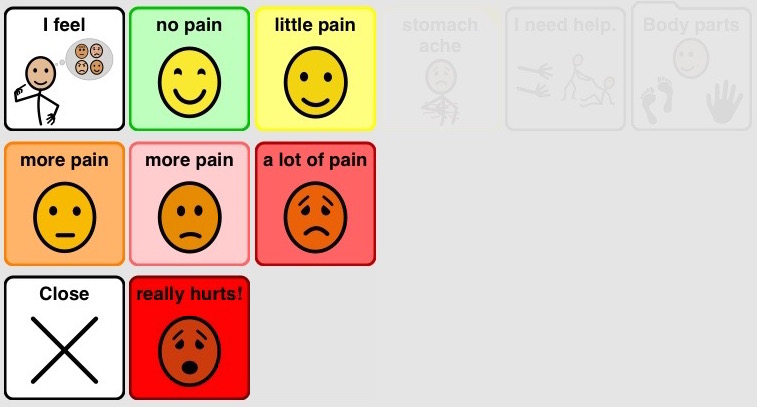 I feel
no pain
little pain
stomach
ache
I need help.
Body parts
more pain
more pain
a lot of pain
Close
really hurts!